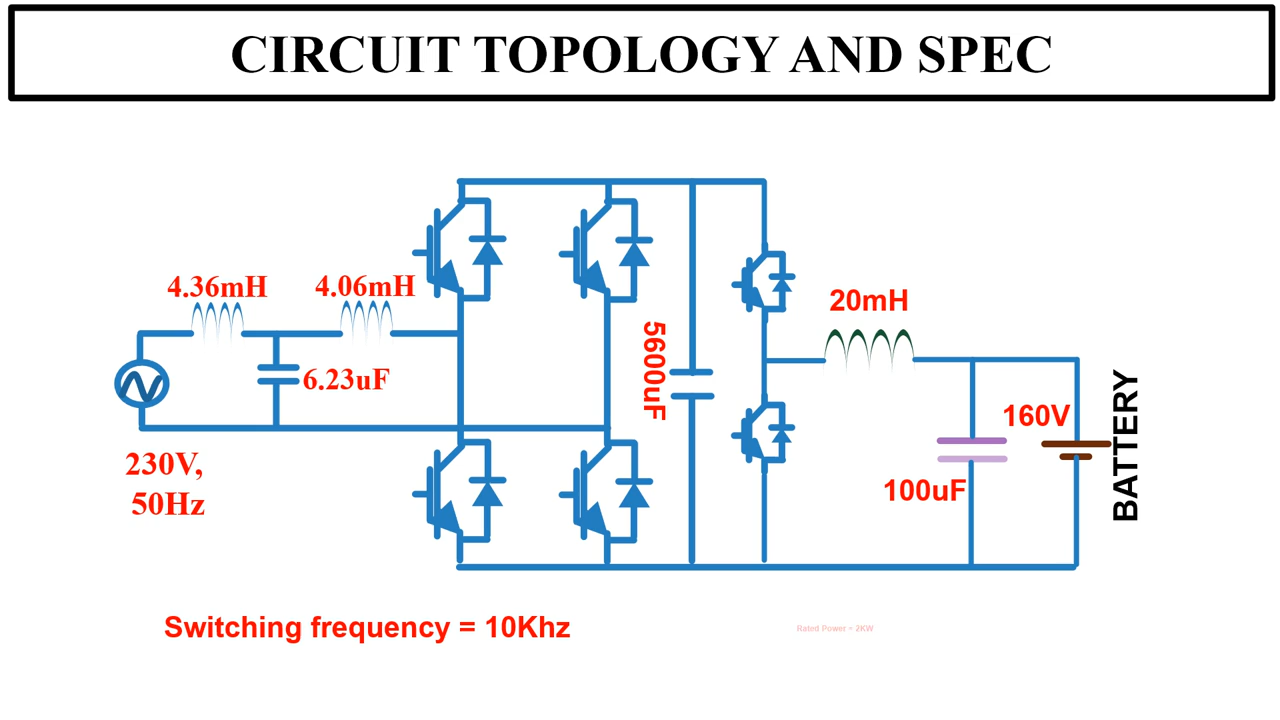 CIRCUIT TOPOLOGY AND SPEC
4.36mH
4.06mH
6.23uF
230V,
50Hz
5600uF
20mH
160V
100uF
BATTERY
Switching frequency = 10Khz
Rated Power = 2KW